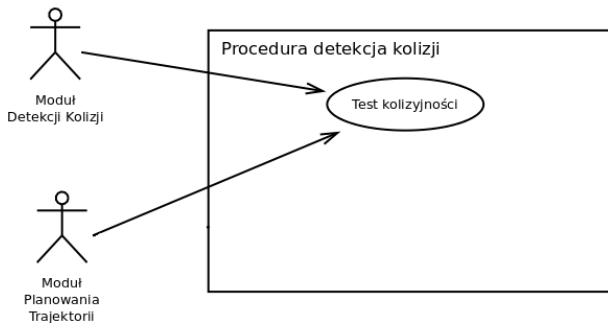 Procedura detekcja kolizji
Moduł
Detekcji Kolizji
Test kolizyjności
Moduł
Planowania
Trajektorii